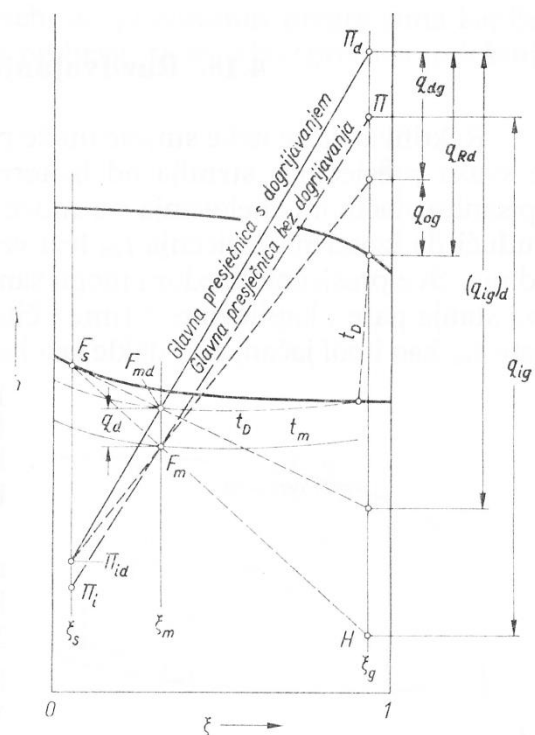 Π_d
q_dg
Π
q_Rd
q_og
Glavna presječnica s dogrijavanjem
Glavna presječnica bez dogrijavanja
(q_ig)_d
q_ig
t_D
F_s
F_md
q_d
t_D
t_m
F_m
Π_id
Π_i
H
ξ_s
ξ_m
ξ_g
0
ξ
1